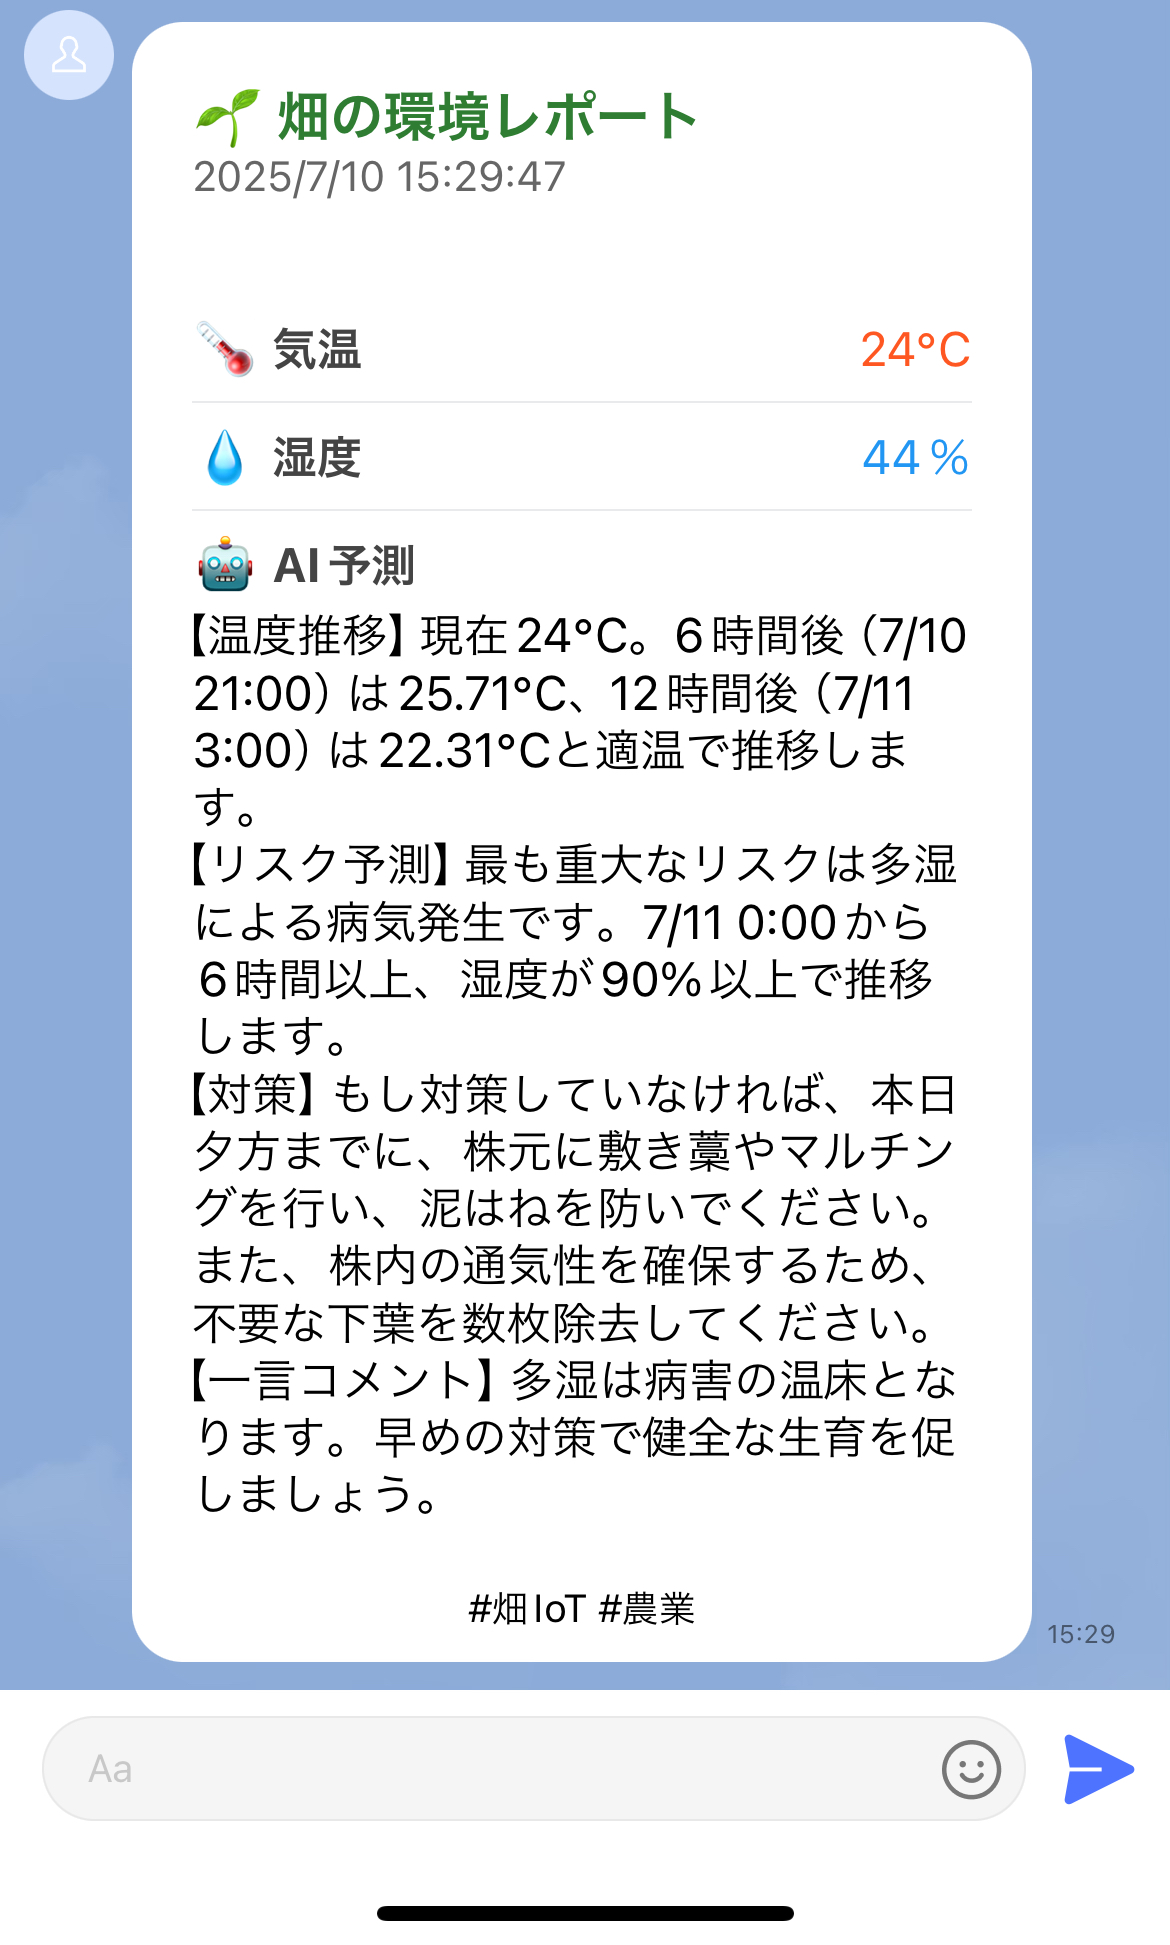 畑の環境レポート
2025/7/10 15:29:47
気温 24°C
湿度 44%
AI予測
【温度推移】現在24°C。6時間後（7/10
21:00）は25.71°C、12時間後（7/11
3:00）は22.31°Cと適温で推移しま
す。
【リスク予測】最も重大なリスクは多湿
による病気発生です。7/11 0:00から
6時間以上、湿度が90%以上で推移
します。
【対策】もし対策していなければ、本日
夕方までに、株元に敷き藁やマルチン
グを行い、泥はねを防いでください。
また、株内の通気性を確保するため、
不要な下葉を数枚除去してください。
【一言コメント】多湿は病害の温床とな
ります。早めの対策で健全な生育を促
しましょう。
#畑IoT #農業
15:29
Aa